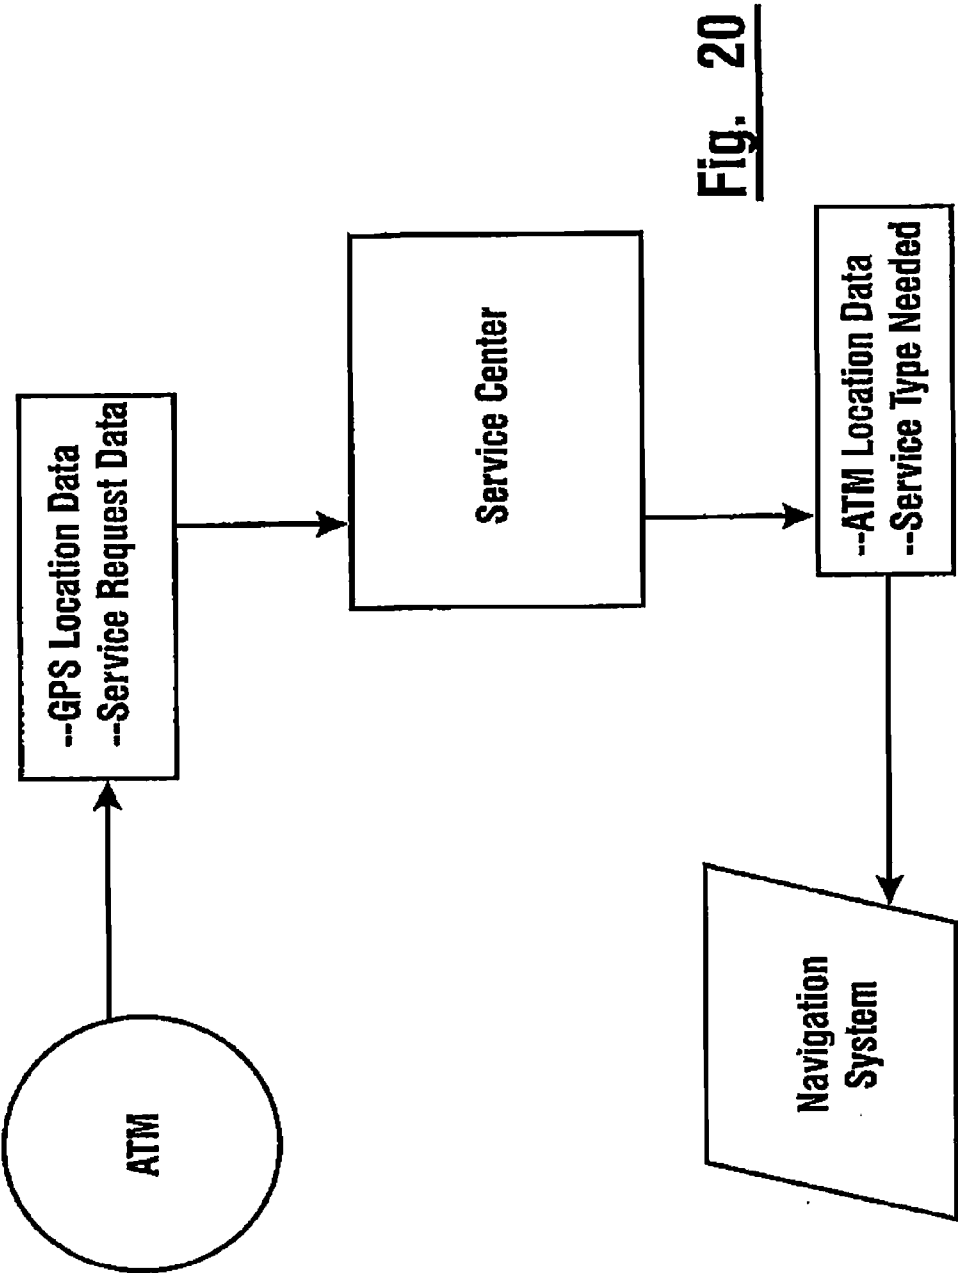 ATM
--GPS Location Data
--Service Request Data
Service Center
--ATM Location Data
--Service Type Needed
Navigation
System
Fig. 20